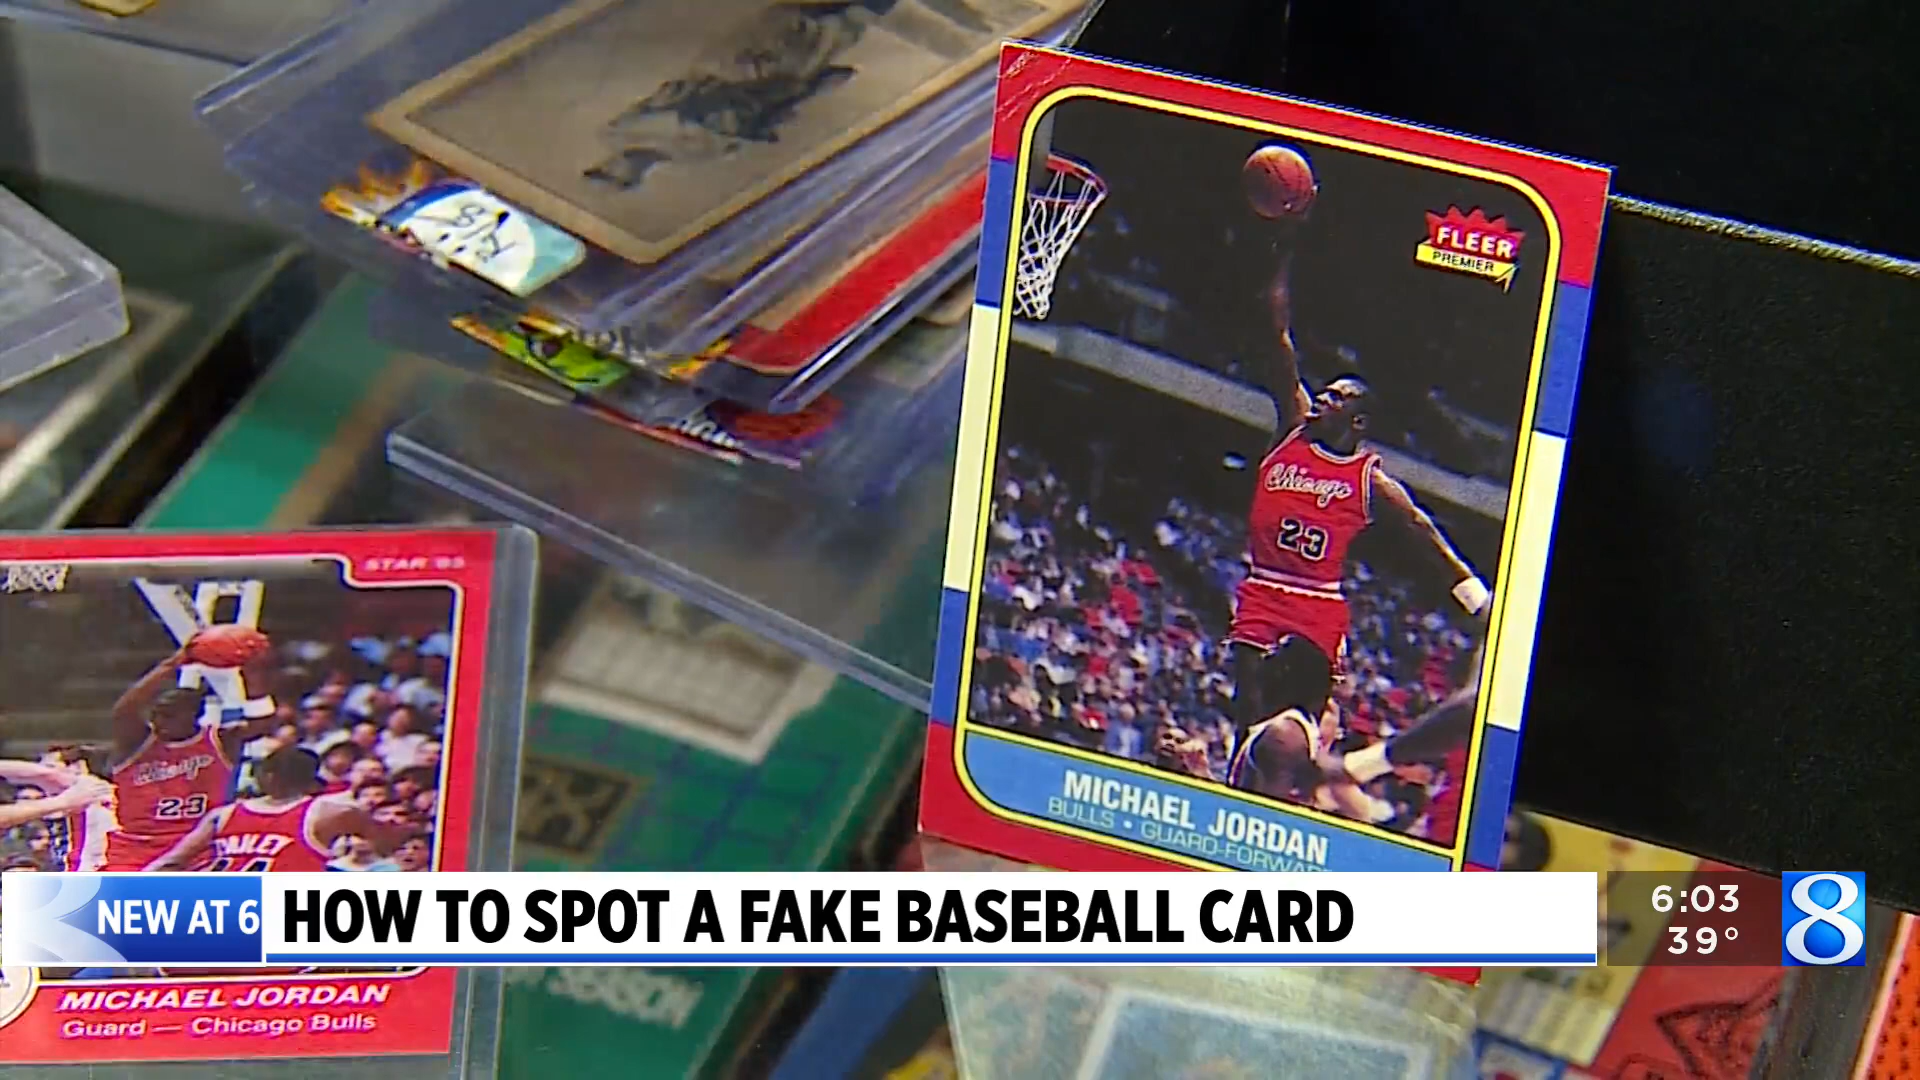 FLEER
PREMIER
Chicago
23
MICHAEL JORDAN
BULLS • GUARD-FORWARD
STAR '85
Chicago
23
MICHAEL JORDAN
Guard — Chicago Bulls
SEASON
NEW AT 6
HOW TO SPOT A FAKE BASEBALL CARD
6:03
39°
8